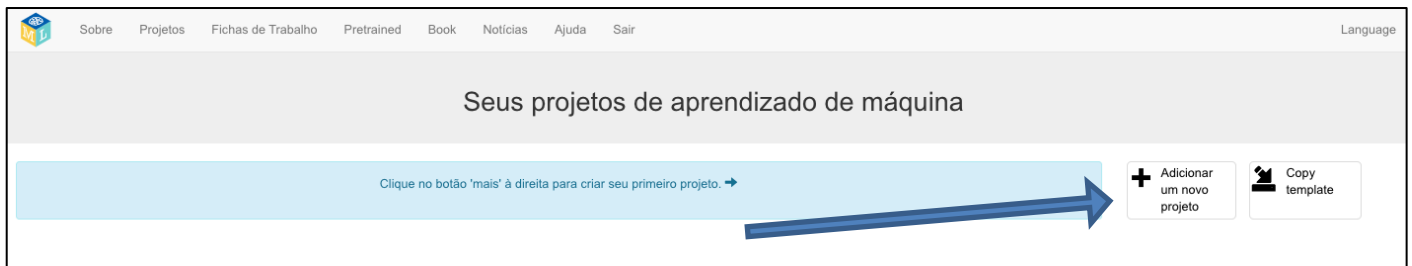 ML Sobre Projetos Fichas de Trabalho Pretrained Book Notícias Ajuda Sair Language
Seus projetos de aprendizado de máquina
Clique no botão 'mais' à direita para criar seu primeiro projeto.
Adicionar
um novo
projeto
Copy
template